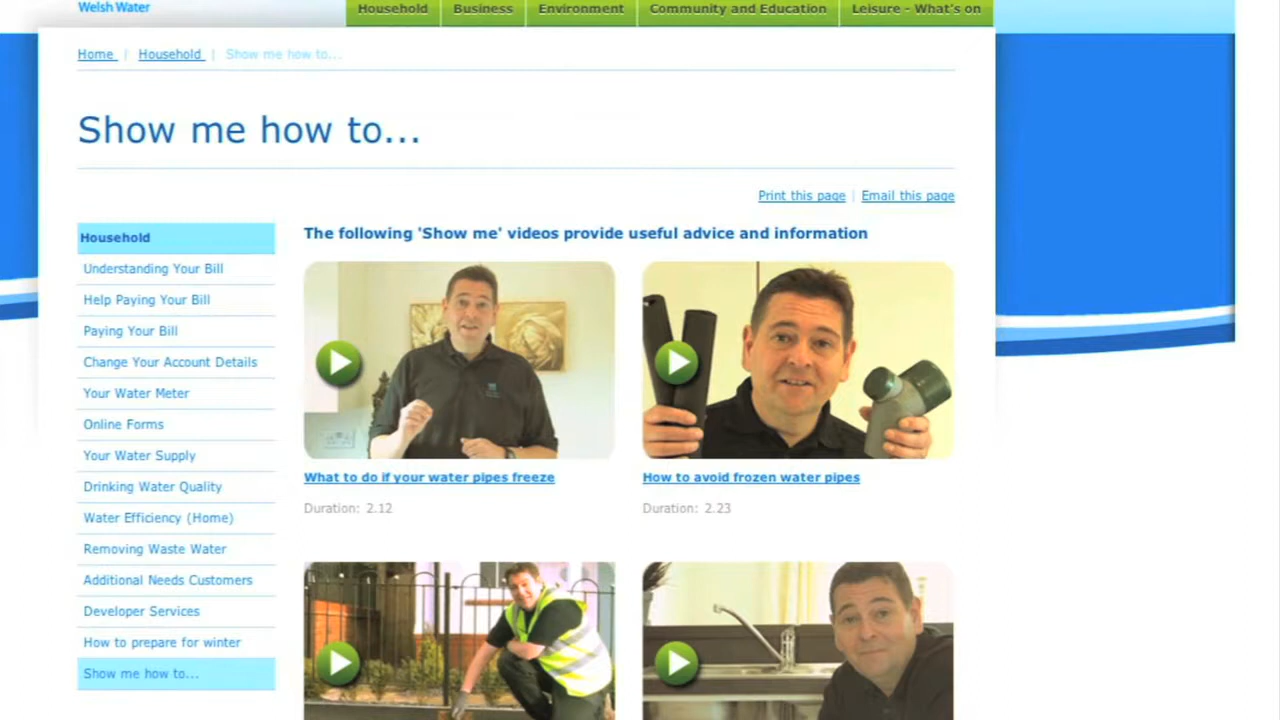 Welsh Water
Household Business Environment Community and Education Leisure - What's on
Home | Household | Show me how to...
Show me how to...
Print this page | Email this page
Household
Understanding Your Bill
Help Paying Your Bill
Paying Your Bill
Change Your Account Details
Your Water Meter
Online Forms
Your Water Supply
Drinking Water Quality
Water Efficiency (Home)
Removing Waste Water
Additional Needs Customers
Developer Services
How to prepare for winter
Show me how to...
The following 'Show me' videos provide useful advice and information
What to do if your water pipes freeze
Duration: 2.12
How to avoid frozen water pipes
Duration: 2.23